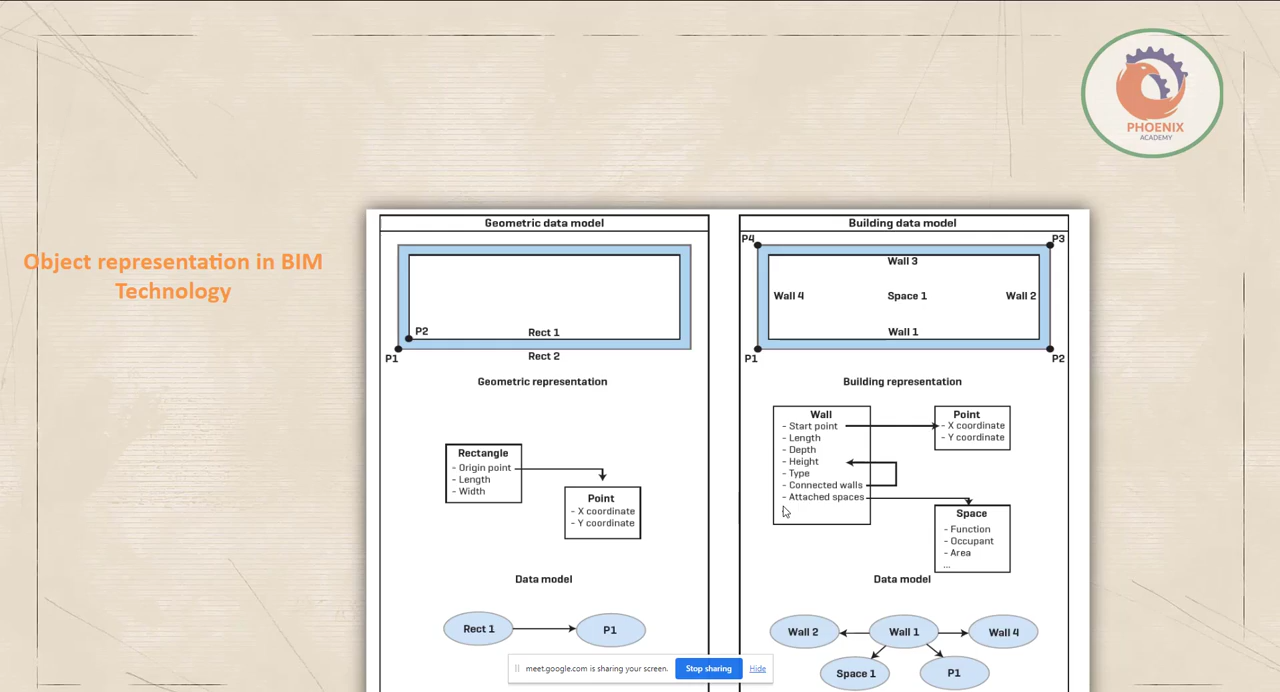 PHOENIX
ACADEMY
Object representation in BIM
Technology
Geometric data model
P2
Rect 1
P1
Rect 2
Geometric representation
Rectangle
- Origin point
- Length
- Width
Point
- X coordinate
- Y coordinate
Data model
Rect 1
P1
Building data model
P4
P3
Wall 3
Wall 4
Space 1
Wall 2
Wall 1
P1
P2
Building representation
Wall
- Start point
- Length
- Depth
- Height
- Type
- Connected walls
- Attached spaces
Point
- X coordinate
- Y coordinate
Space
- Function
- Occupant
- Area
...
Data model
Wall 2
Wall 1
Wall 4
Space 1
P1
meet.google.com is sharing your screen.
Stop sharing
Hide